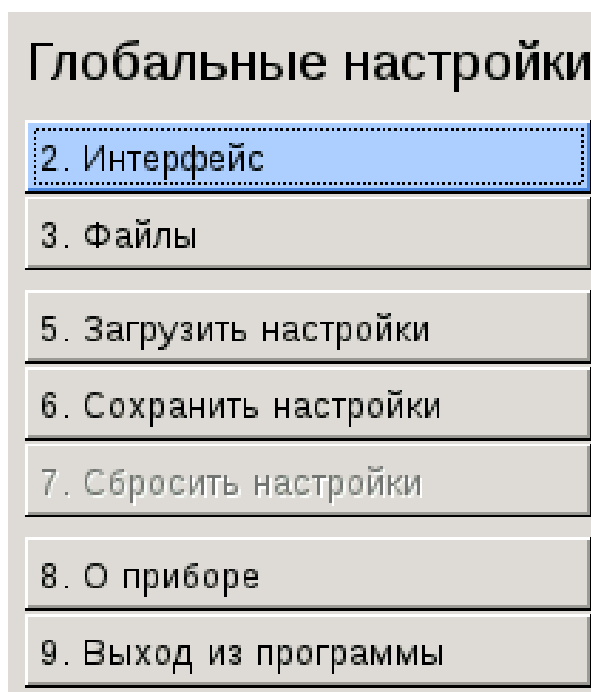 Глобальные настройки
2. Интерфейс
3. Файлы
5. Загрузить настройки
6. Сохранить настройки
7. Сбросить настройки
8. О приборе
9. Выход из программы